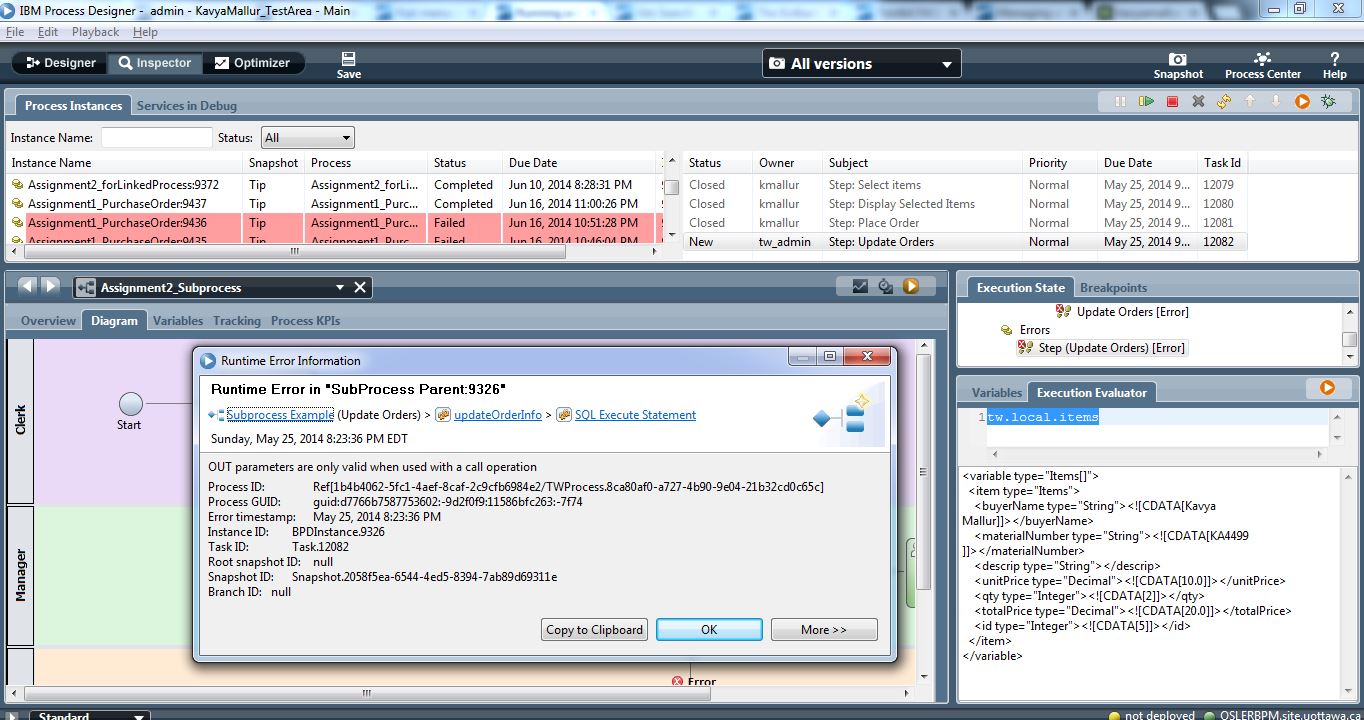 IBM Process Designer - _admin - KavyaMallur_TestArea - Main
File Edit Playback Help
Designer Inspector Optimizer
Save
All versions
Snapshot Process Center Help
Process Instances Services in Debug
Instance Name: Status: All
Instance Name Snapshot Process Status Due Date
Assignment2_forLinkedProcess:9372 Tip Assignment2_forLi... Completed Jun 10, 2014 8:28:31 PM
Assignment1_PurchaseOrder:9437 Tip Assignment1_Purc... Completed Jun 16, 2014 11:00:26 PM
Assignment1_PurchaseOrder:9436 Tip Assignment1_Purc... Failed Jun 16, 2014 10:51:28 PM
Assignment1_PurchaseOrder:9435 Tip Assignment1_Purc... Failed Jun 16, 2014 10:46:04 PM
Status Owner Subject Priority Due Date Task Id
Closed kmallur Step: Select items Normal May 25, 2014 9... 12079
Closed kmallur Step: Display Selected Items Normal May 25, 2014 9... 12080
Closed kmallur Step: Place Order Normal May 25, 2014 9... 12081
New tw_admin Step: Update Orders Normal May 25, 2014 9... 12082
Assignment2_Subprocess
Overview Diagram Variables Tracking Process KPIs
Clerk
Start
Manager
Error
Runtime Error Information
Runtime Error in "SubProcess Parent:9326"
Subprocess Example (Update Orders) > updateOrderInfo > SQL Execute Statement
Sunday, May 25, 2014 8:23:36 PM EDT
OUT parameters are only valid when used with a call operation
Process ID: Ref[1b4b4062-5fc1-4aef-8caf-2c9cfb6984e2/TWProcess.8ca80af0-a727-4b90-9e04-21b32cd0c65c]
Process GUID: guid:d7766b7587753602:-9d2f0f9:11586bfc263:-7f74
Error timestamp: May 25, 2014 8:23:36 PM
Instance ID: BPDInstance.9326
Task ID: Task.12082
Root snapshot ID: null
Snapshot ID: Snapshot.2058f5ea-6544-4ed5-8394-7ab89d69311e
Branch ID: null
Copy to Clipboard OK More >>
Execution State Breakpoints
Update Orders [Error]
Errors
Step (Update Orders) [Error]
Variables Execution Evaluator
1 tw.local.items
<variable type="Items[]">
<item type="Items">
<buyerName type="String"><![CDATA[Kavya
Mallur]]></buyerName>
<materialNumber type="String"><![CDATA[KA4499
]]></materialNumber>
<descrip type="String"></descrip>
<unitPrice type="Decimal"><![CDATA[10.0]]></unitPrice>
<qty type="Integer"><![CDATA[2]]></qty>
<totalPrice type="Decimal"><![CDATA[20.0]]></totalPrice>
<id type="Integer"><![CDATA[5]]></id>
</item>
</variable>
Standard
not deployed OSLERBPM.site.uottawa.ca